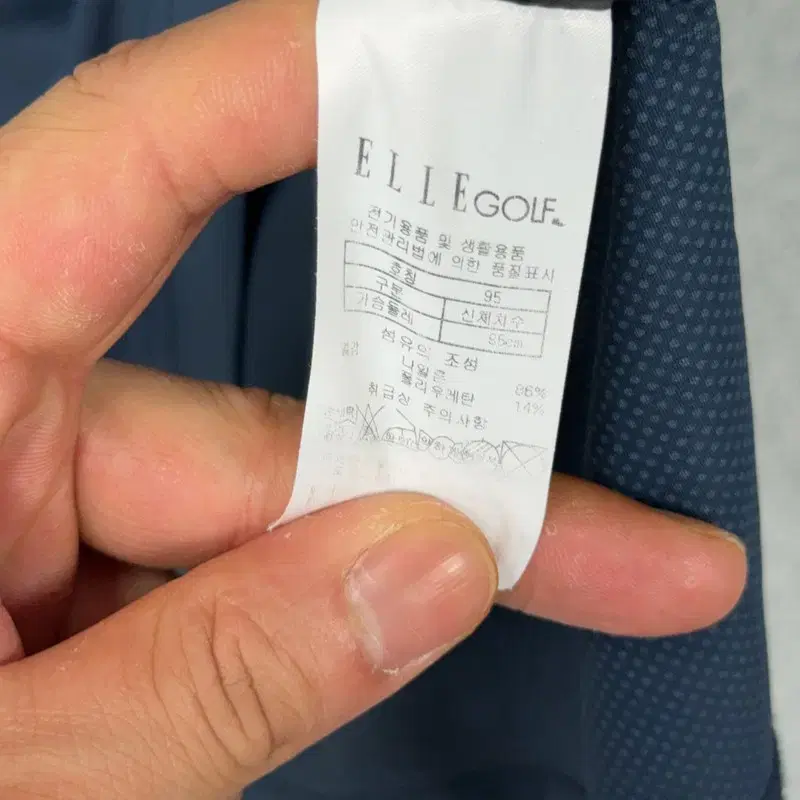 ELLE GOLF
전기용품 및 생활용품
안전관리법에 의한 품질표시
호칭 95
구분 신체치수
가슴둘레 95cm
섬유의 조성
겉감
나일론 86%
폴리우레탄 14%
취급상 주의사항